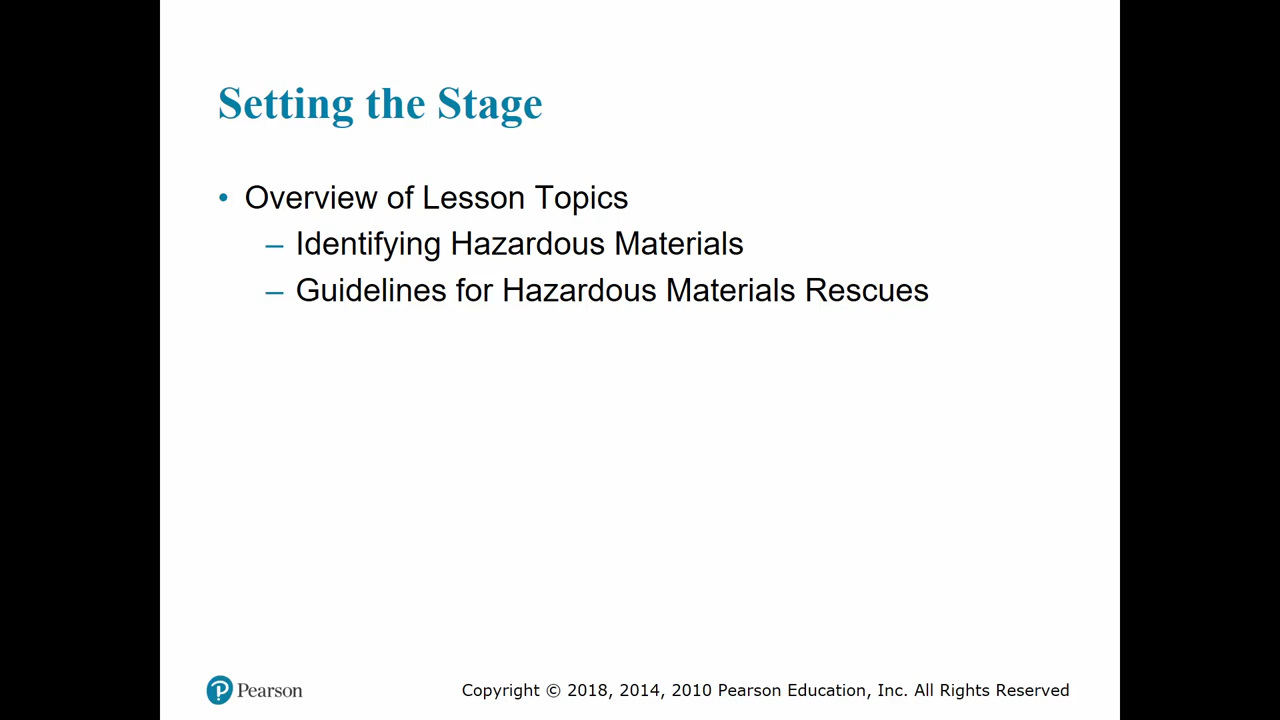 Setting the Stage
• Overview of Lesson Topics
– Identifying Hazardous Materials
– Guidelines for Hazardous Materials Rescues
Pearson
Copyright © 2018, 2014, 2010 Pearson Education, Inc. All Rights Reserved